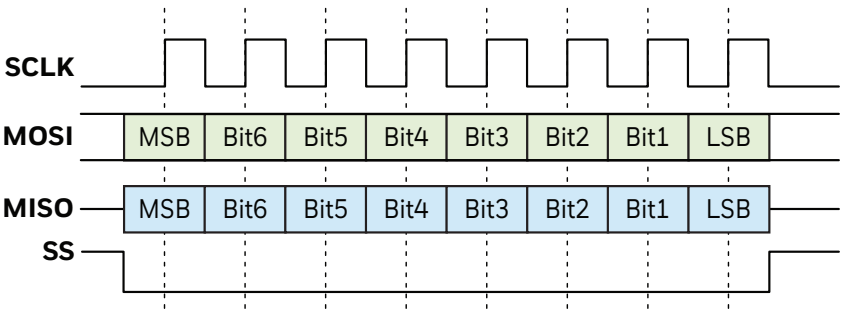 SCLK
MOSI MSB Bit6 Bit5 Bit4 Bit3 Bit2 Bit1 LSB
MISO MSB Bit6 Bit5 Bit4 Bit3 Bit2 Bit1 LSB
SS